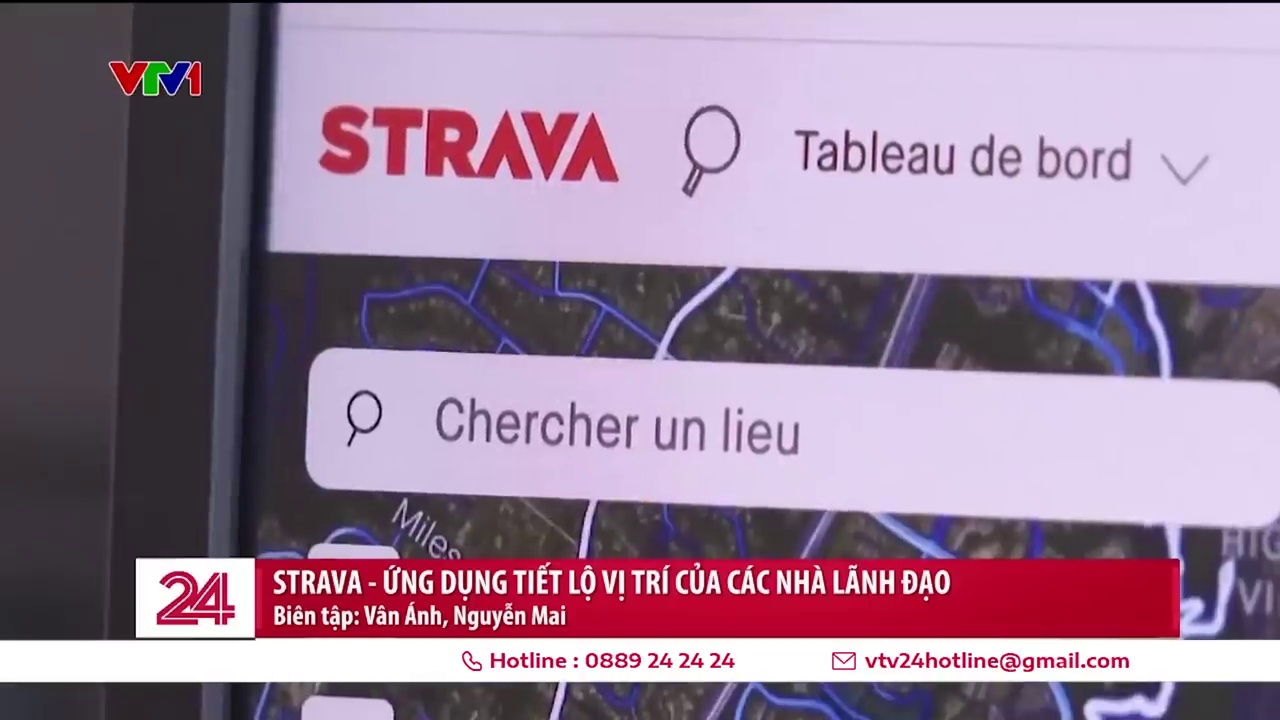 VTV1
STRAVA
Tableau de bord
Chercher un lieu
Miles
24
STRAVA - ỨNG DỤNG TIẾT LỘ VỊ TRÍ CỦA CÁC NHÀ LÃNH ĐẠO
Biên tập: Vân Ánh, Nguyễn Mai
Hotline : 0889 24 24 24
vtv24hotline@gmail.com